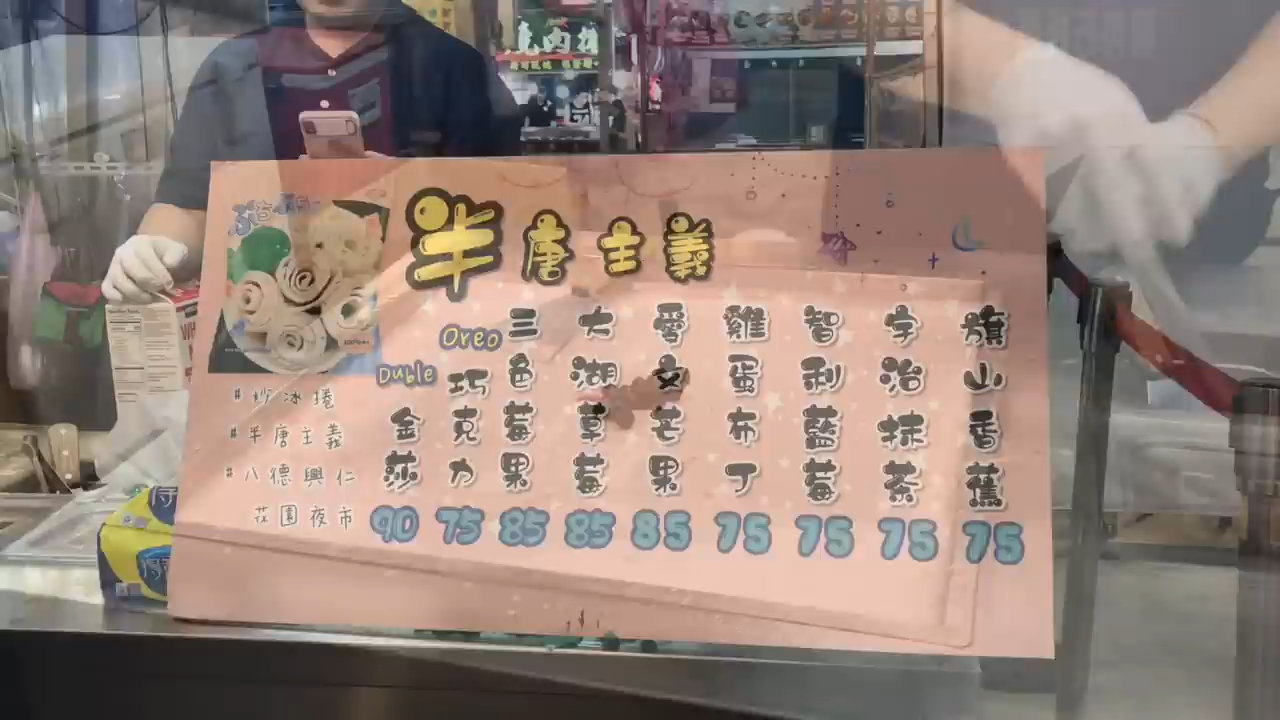 半唐主義
旗山香蕉 75
宇治抹茶 75
智利藍莓 75
雞蛋布丁 75
愛文芒果 85
大湖草莓 85
三色莓果 85
Oreo 巧克力 75
Duble 金莎 90
#炒冰捲
#半唐主義
#八德興仁
花園夜市